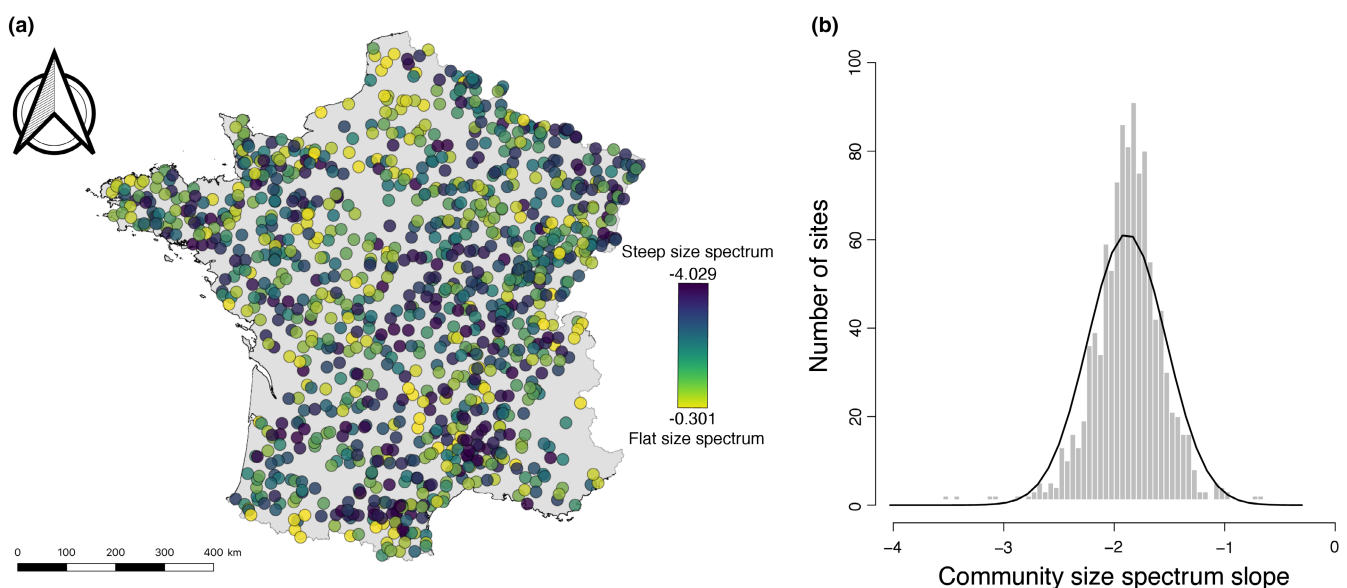 (a)
Steep size spectrum
-4.029
-0.301
Flat size spectrum
0 100 200 300 400 km
(b)
Number of sites
100
80
60
40
20
0
−4 −3 −2 −1 0
Community size spectrum slope